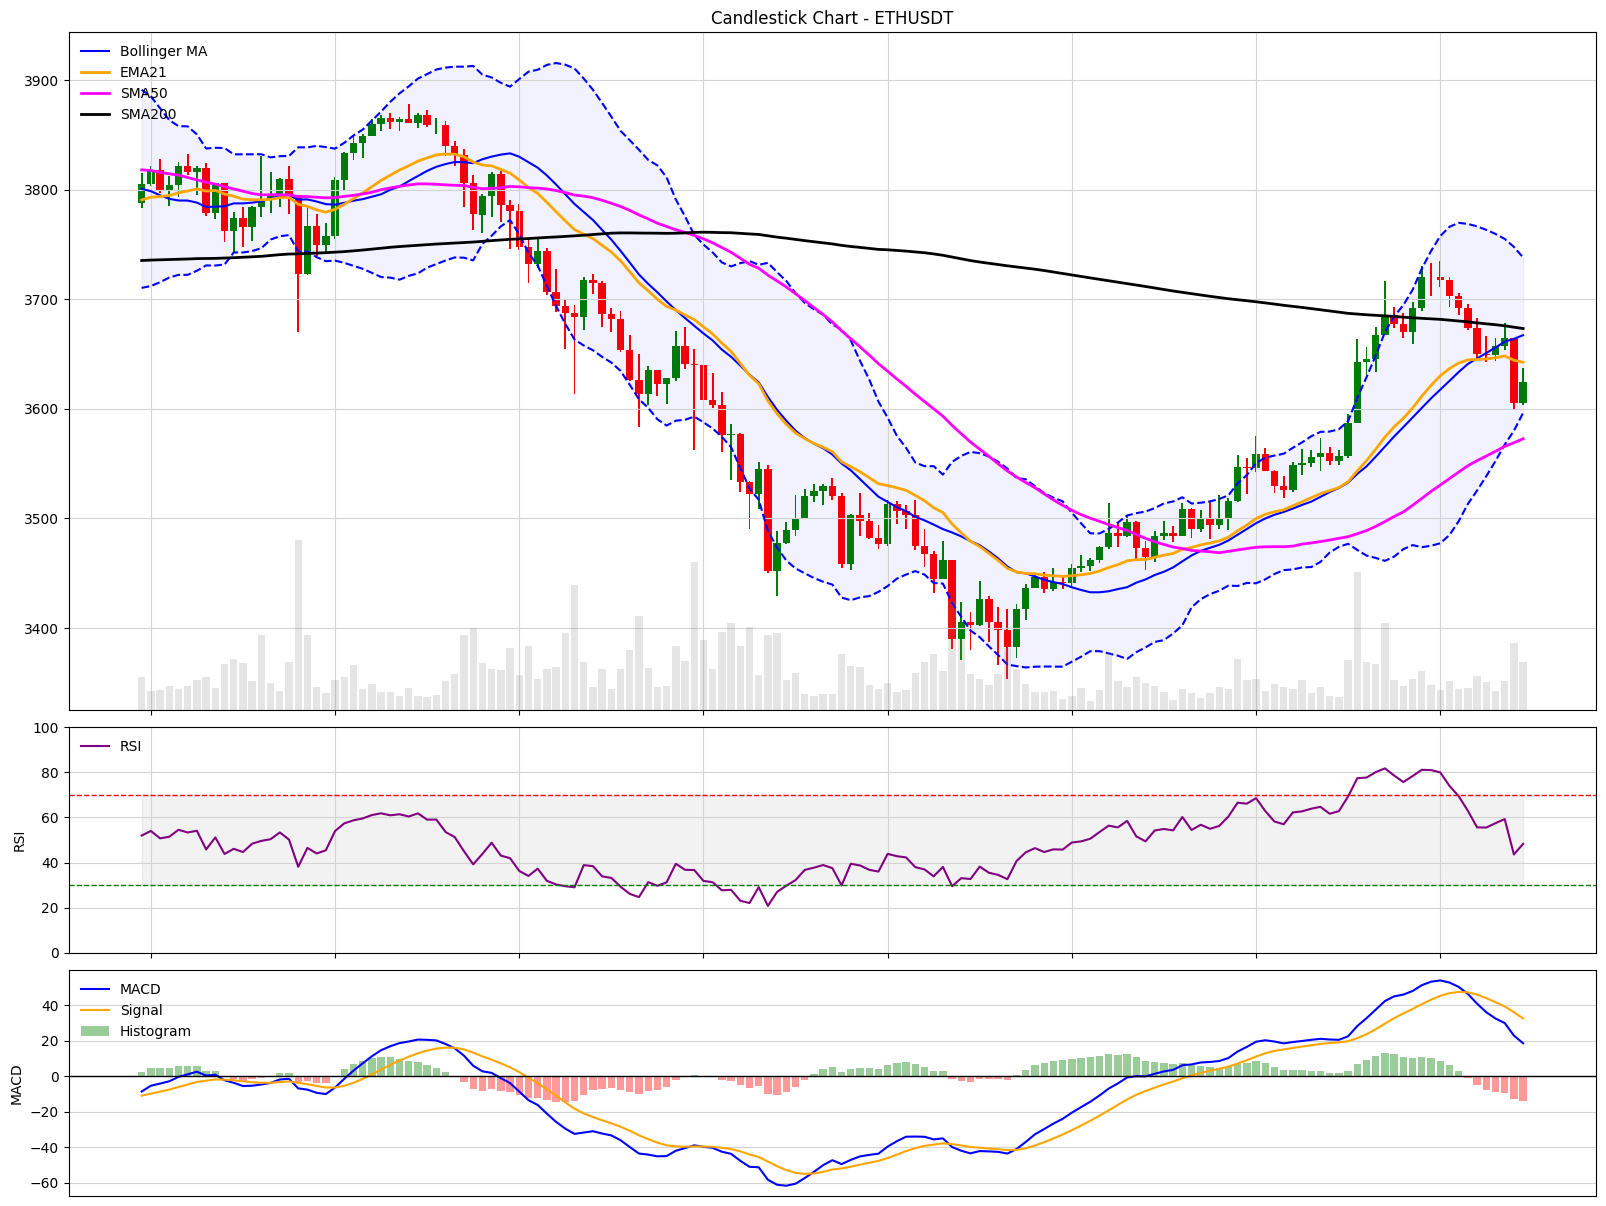 Candlestick Chart - ETHUSDT
Bollinger MA
EMA21
SMA50
SMA200
3900
3800
3700
3600
3500
3400
RSI
100
80
60
40
20
0
RSI
MACD
Signal
Histogram
40
20
0
−20
−40
−60
MACD